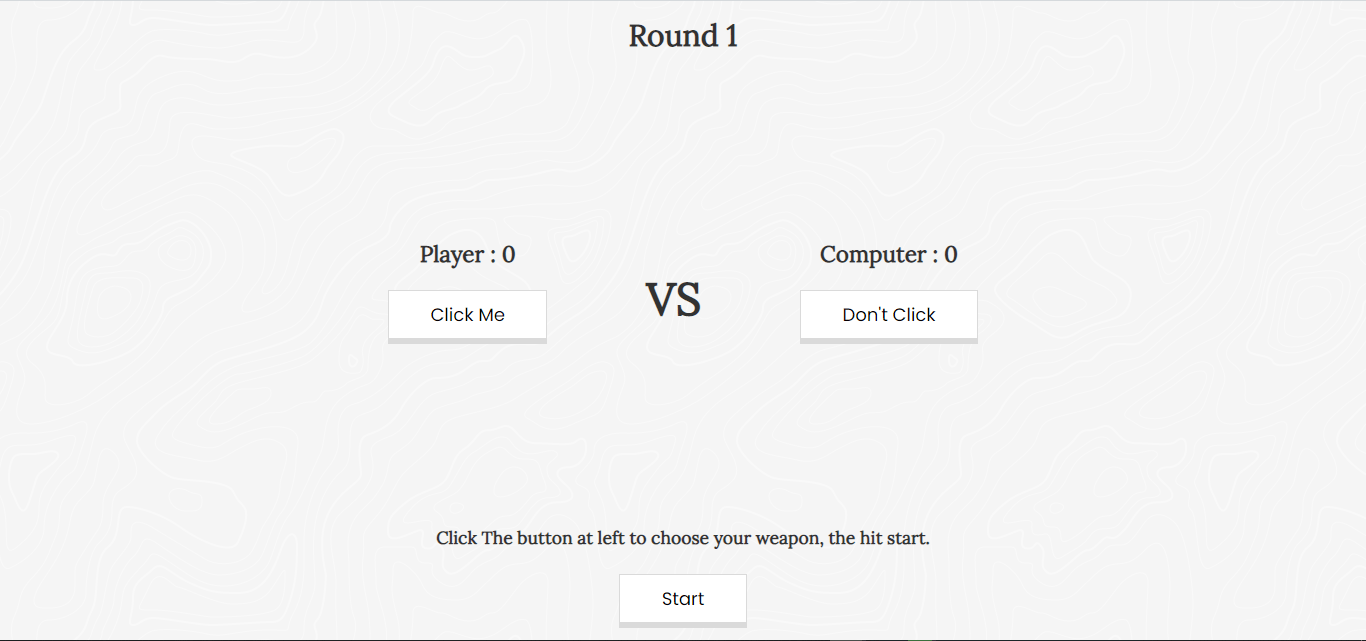 Round 1
Player : 0
Computer : 0
Click Me
VS
Don't Click
Click The button at left to choose your weapon, the hit start.
Start